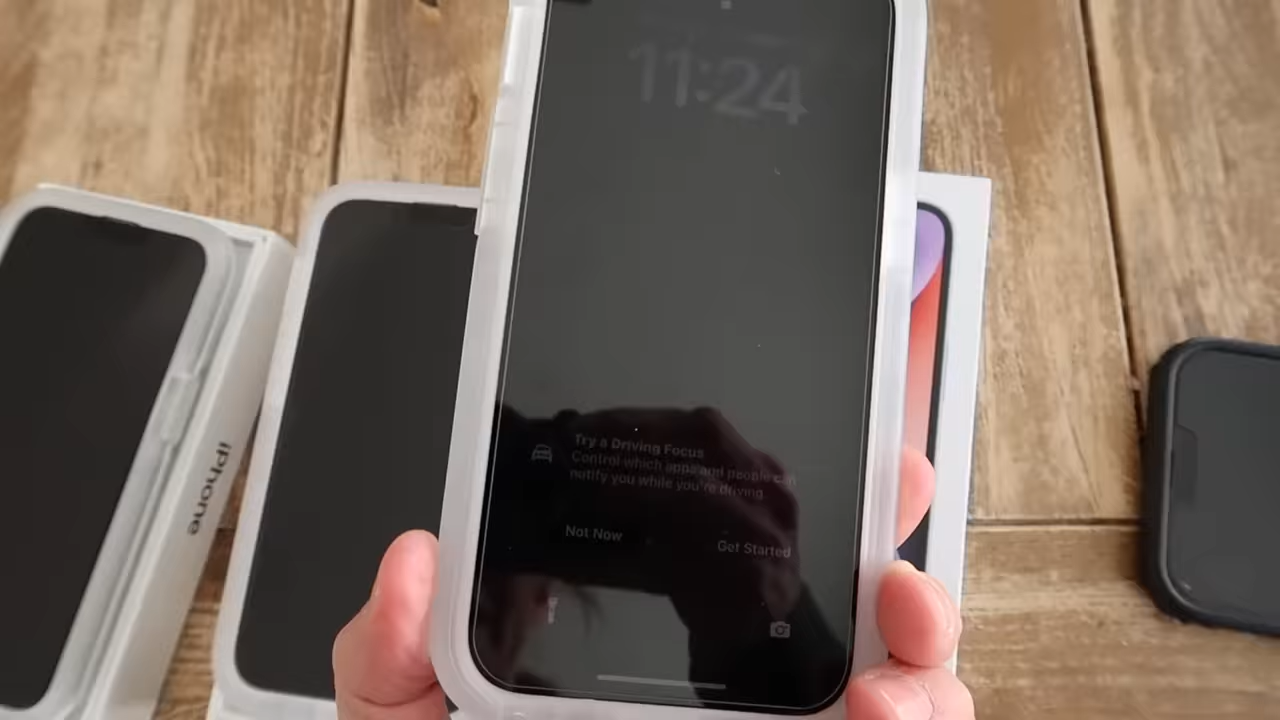 11:24
Try a Driving Focus
Control which apps and people can
notify you while you're driving
Not Now
Get Started
iPhone